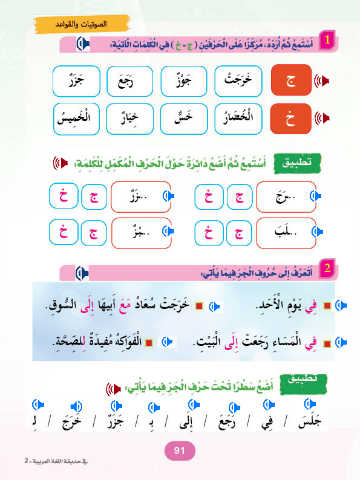 الصوتيات والقواعد
1 أَسْتَمِعُ ثُمَّ أُرَدِّدُ، مُرَكِّزًا عَلَى الْحَرْفَيْنِ ( ج - خ ) فِي الْكَلِمَاتِ الْآتِيَةِ:
ج خَرَجَتْ جَوْزٌ رَجَعَ جَزَرٌ
خ الْخُضَارُ خَسٌّ خِيَارٌ الْخَمِيسُ
تطبيق أَسْتَمِعُ ثُمَّ أَضَعُ دَائِرَةً حَوْلَ الْحَرْفِ الْمُكَمِّلِ لِلْكَلِمَةِ:
...رَجَ ج خ ...زَرٌ ج خ
...لَبَ ج خ ...بْزٌ ج خ
2 أَتَعَرَّفُ إِلَى حُرُوفِ الْجَرِّ فِيمَا يَأْتِي:
فِي يَوْمِ الْأَحَدِ. خَرَجَتْ سُعَادُ مَعَ أَبِيهَا إِلَى السُّوقِ.
فِي الْمَسَاءِ رَجَعَتْ إِلَى الْبَيْتِ. الْفَوَاكِهُ مُفِيدَةٌ لِلصِّحَّةِ.
تطبيق أَضَعُ سَطْرًا تَحْتَ حَرْفِ الْجَرِّ فِيمَا يَأْتِي:
جَلَسَ / فِي / رَجَعَ / إِلَى / بِـ / جَزَرٌ / خَرَجَ / لِـ
91
في حديقة اللغة العربية - 2